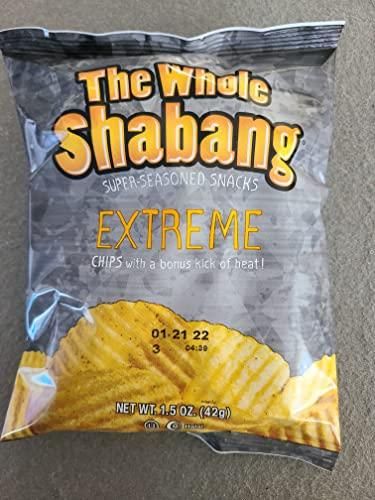 The Whole
Shabang
SUPER-SEASONED SNACKS
EXTREME
CHIPS with a bonus kick of heat!
01-21 22
3 04:39
NET WT. 1.5 OZ. (42g)